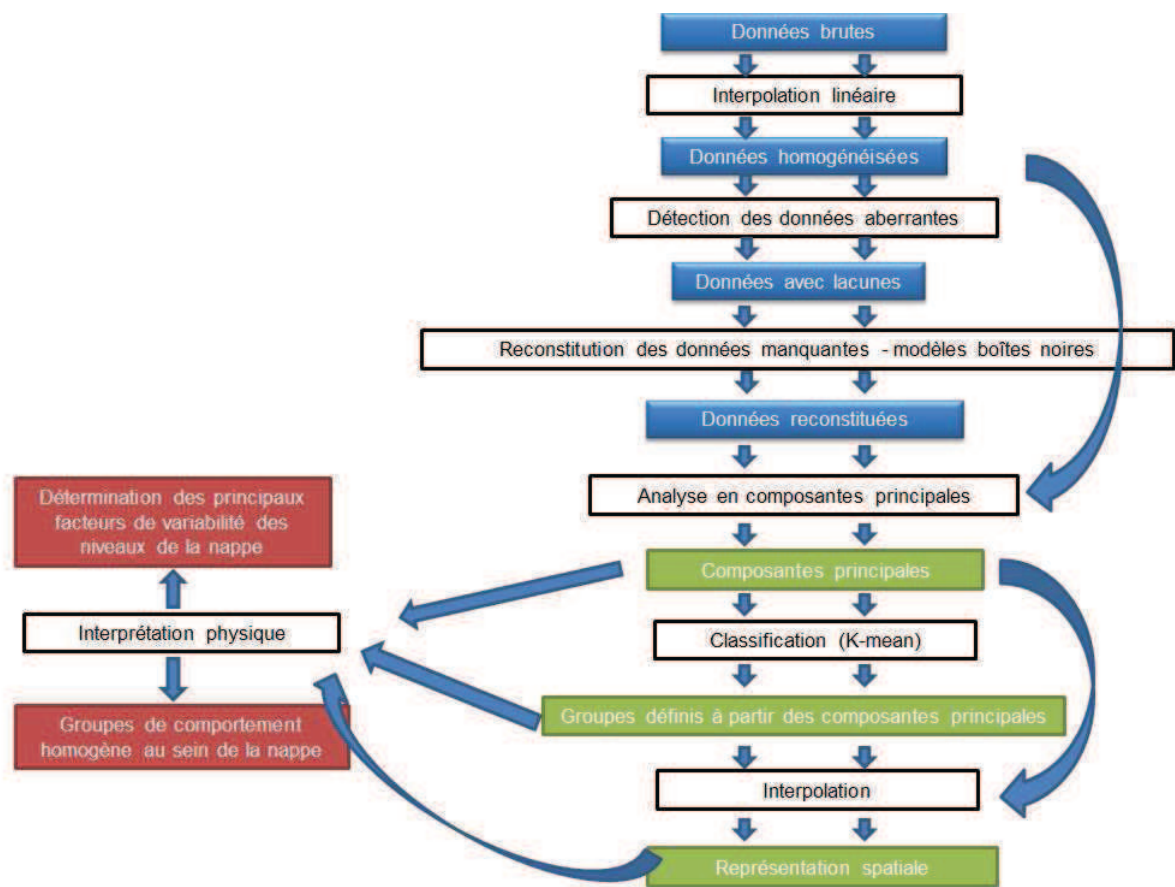 Données brutes
Interpolation linéaire
Données homogénéisées
Détection des données aberrantes
Données avec lacunes
Reconstitution des données manquantes - modèles boîtes noires
Données reconstituées
Analyse en composantes principales
Composantes principales
Classification (K-mean)
Groupes définis à partir des composantes principales
Interpolation
Représentation spatiale
Détermination des principaux
facteurs de variabilité des
niveaux de la nappe
Interprétation physique
Groupes de comportement
homogène au sein de la nappe